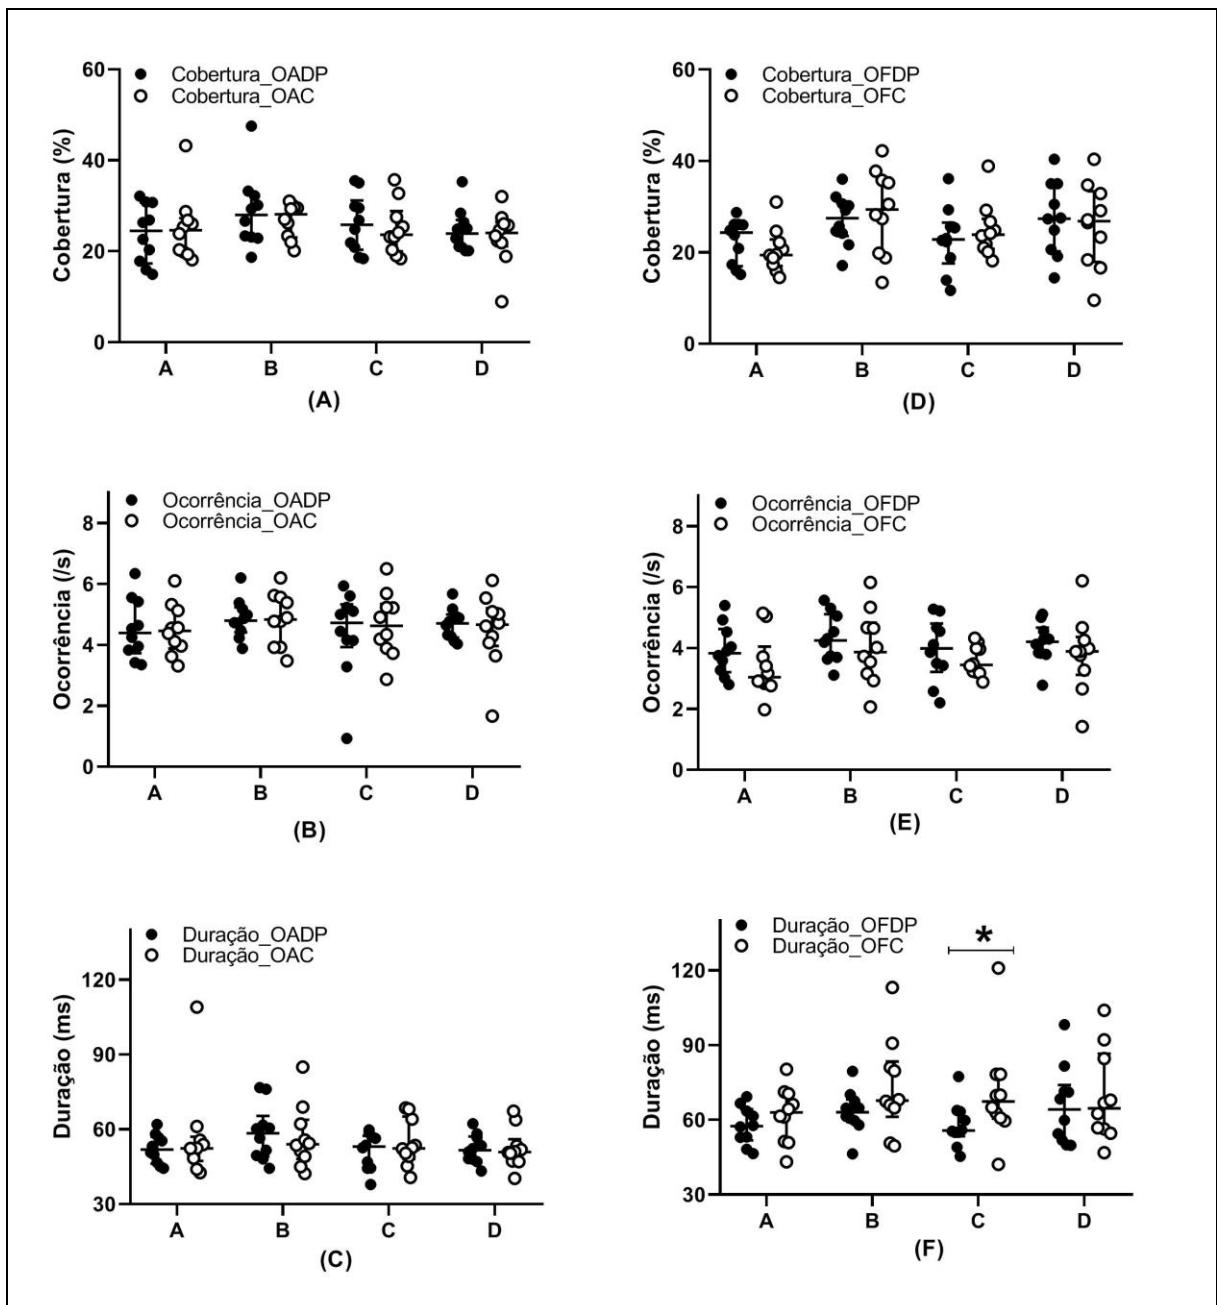 60
40
20
0
Cobertura (%)
Cobertura_OADP
Cobertura_OAC
A B C D
(A)
60
40
20
0
Cobertura (%)
Cobertura_OFDP
Cobertura_OFC
A B C D
(D)
8
6
4
2
0
Ocorrência (/s)
Ocorrência_OADP
Ocorrência_OAC
A B C D
(B)
8
6
4
2
0
Ocorrência (/s)
Ocorrência_OFDP
Ocorrência_OFC
A B C D
(E)
120
90
60
30
Duração (ms)
Duração_OADP
Duração_OAC
A B C D
(C)
120
90
60
30
Duração (ms)
Duração_OFDP
Duração_OFC
*
A B C D
(F)